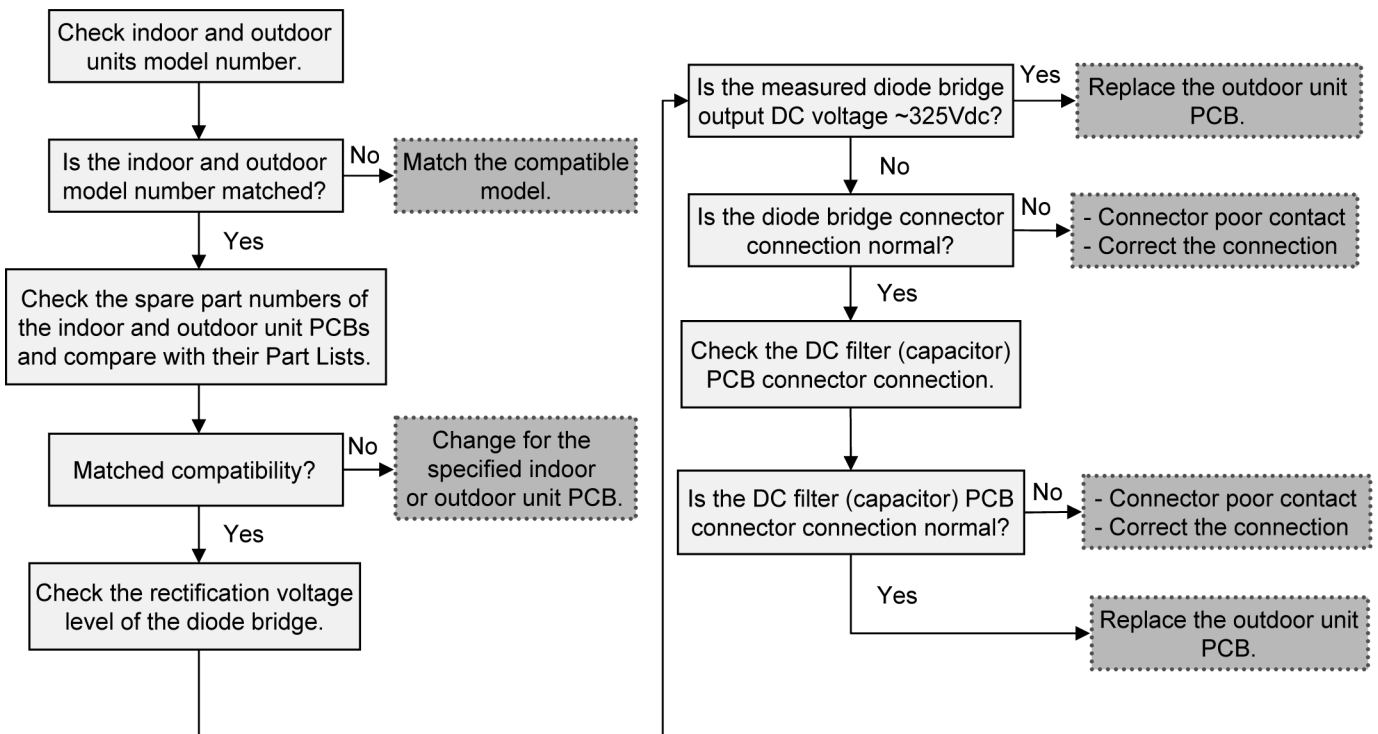 Check indoor and outdoor
units model number.
Is the indoor and outdoor
model number matched?
No
Match the compatible
model.
Yes
Check the spare part numbers of
the indoor and outdoor unit PCBs
and compare with their Part Lists.
Matched compatibility?
No
Change for the
specified indoor
or outdoor unit PCB.
Yes
Check the rectification voltage
level of the diode bridge.
Is the measured diode bridge
output DC voltage ~325Vdc?
Yes
Replace the outdoor unit
PCB.
No
Is the diode bridge connector
connection normal?
No
- Connector poor contact
- Correct the connection
Yes
Check the DC filter (capacitor)
PCB connector connection.
Is the DC filter (capacitor) PCB
connector connection normal?
No
- Connector poor contact
- Correct the connection
Yes
Replace the outdoor unit
PCB.